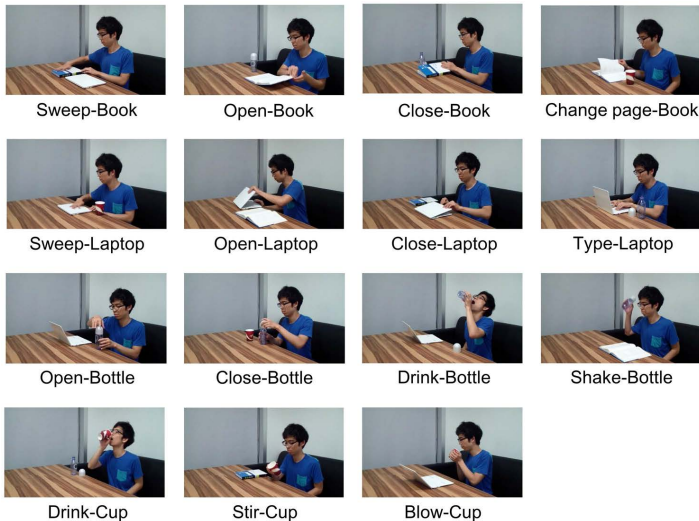 Sweep-Book
Open-Book
Close-Book
Change page-Book
Sweep-Laptop
Open-Laptop
Close-Laptop
Type-Laptop
Open-Bottle
Close-Bottle
Drink-Bottle
Shake-Bottle
Drink-Cup
Stir-Cup
Blow-Cup